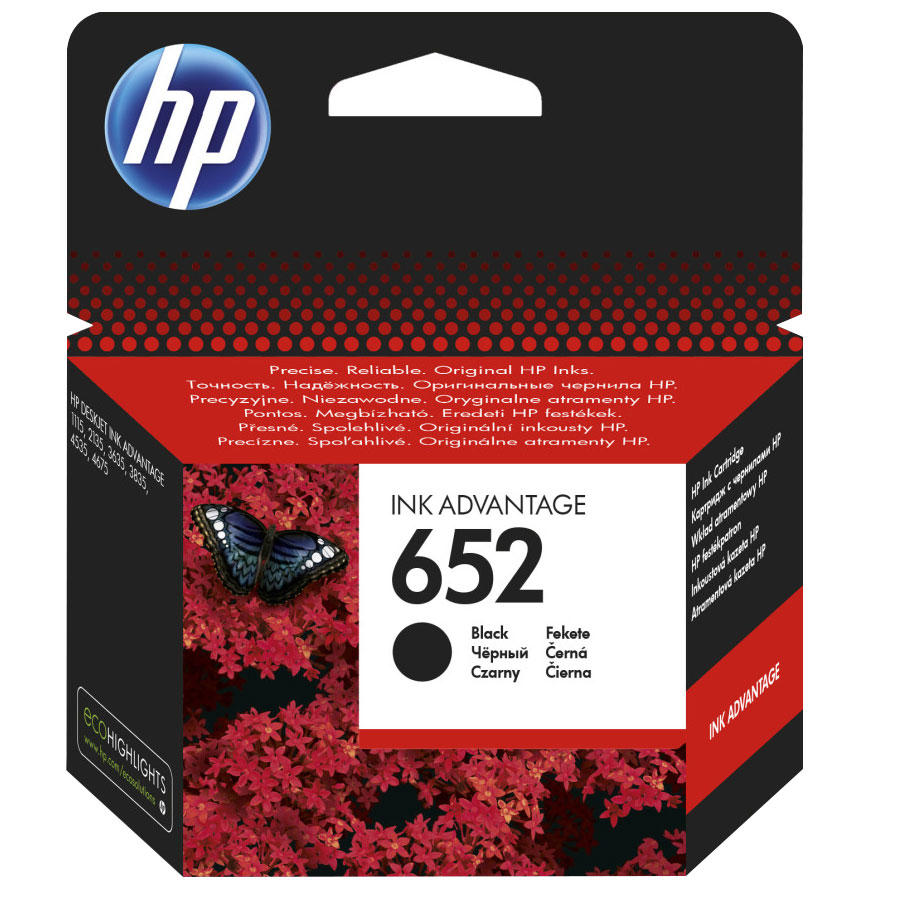 hp
Precise. Reliable. Original HP Inks.
Точность. Надёжность. Оригинальные чернила HP.
Precyzyjne. Niezawodne. Oryginalne atramenty HP.
Pontos. Megbízható. Eredeti HP festékek.
Přesné. Spolehlivé. Originální inkousty HP.
Precízne. Spoľahlivé. Originálne atramenty HP.
HP DESKJET INK ADVANTAGE
1115, 2135, 3635, 3835,
4535, 4675
INK ADVANTAGE
652
Black Fekete
Чёрный Černá
Czarny Čierna
HP Ink Cartridge
Картридж с чернилами HP
Wkład atramentowy HP
HP festékpatron
Inkoustová kazeta HP
Atramentová kazeta HP
INK ADVANTAGE
ecoHIGHLIGHTS
www.hp.com/ecosolutions
hp